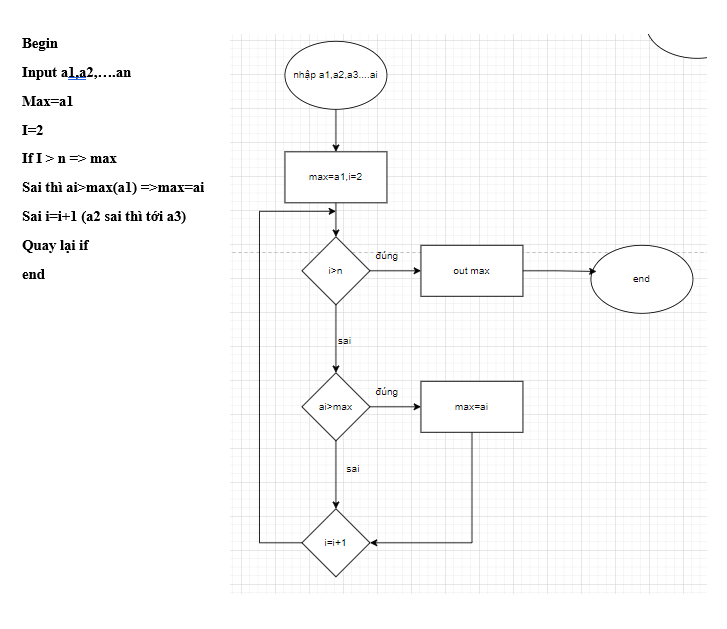 Begin
Input a1,a2,….an
Max=a1
I=2
If I > n => max
Sai thì ai>max(a1) =>max=ai
Sai i=i+1 (a2 sai thì tới a3)
Quay lại if
end
nhập a1,a2,a3....ai
max=a1,i=2
i>n
đúng
out max
end
sai
ai>max
đúng
max=ai
sai
i=i+1